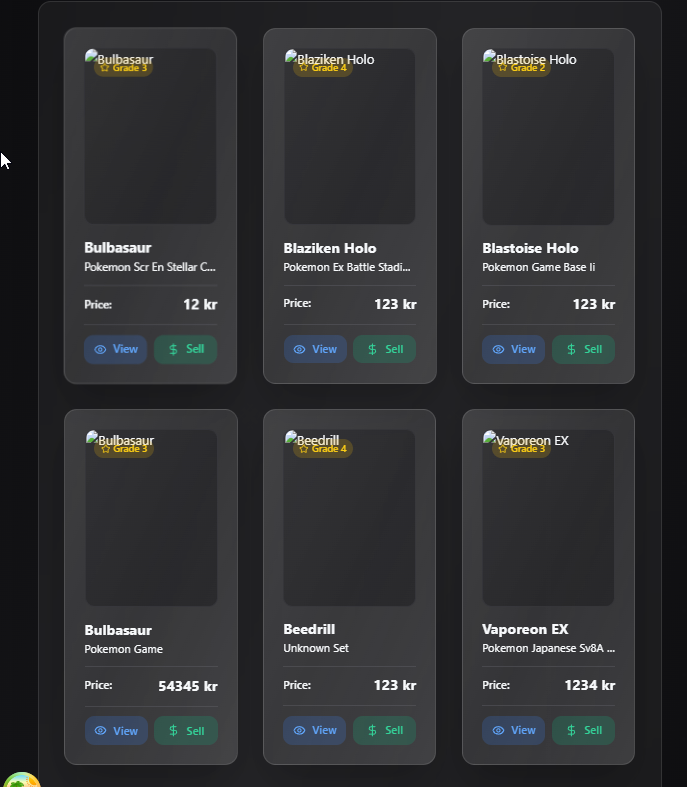 Bulbasaur
Grade 3
Bulbasaur
Pokemon Scr En Stellar C...
Price: 12 kr
View Sell
Blaziken Holo
Grade 4
Blaziken Holo
Pokemon Ex Battle Stadi...
Price: 123 kr
View Sell
Blastoise Holo
Grade 2
Blastoise Holo
Pokemon Game Base Ii
Price: 123 kr
View Sell
Bulbasaur
Grade 3
Bulbasaur
Pokemon Game
Price: 54345 kr
View Sell
Beedrill
Grade 4
Beedrill
Unknown Set
Price: 123 kr
View Sell
Vaporeon EX
Grade 3
Vaporeon EX
Pokemon Japanese Sv8A ...
Price: 1234 kr
View Sell